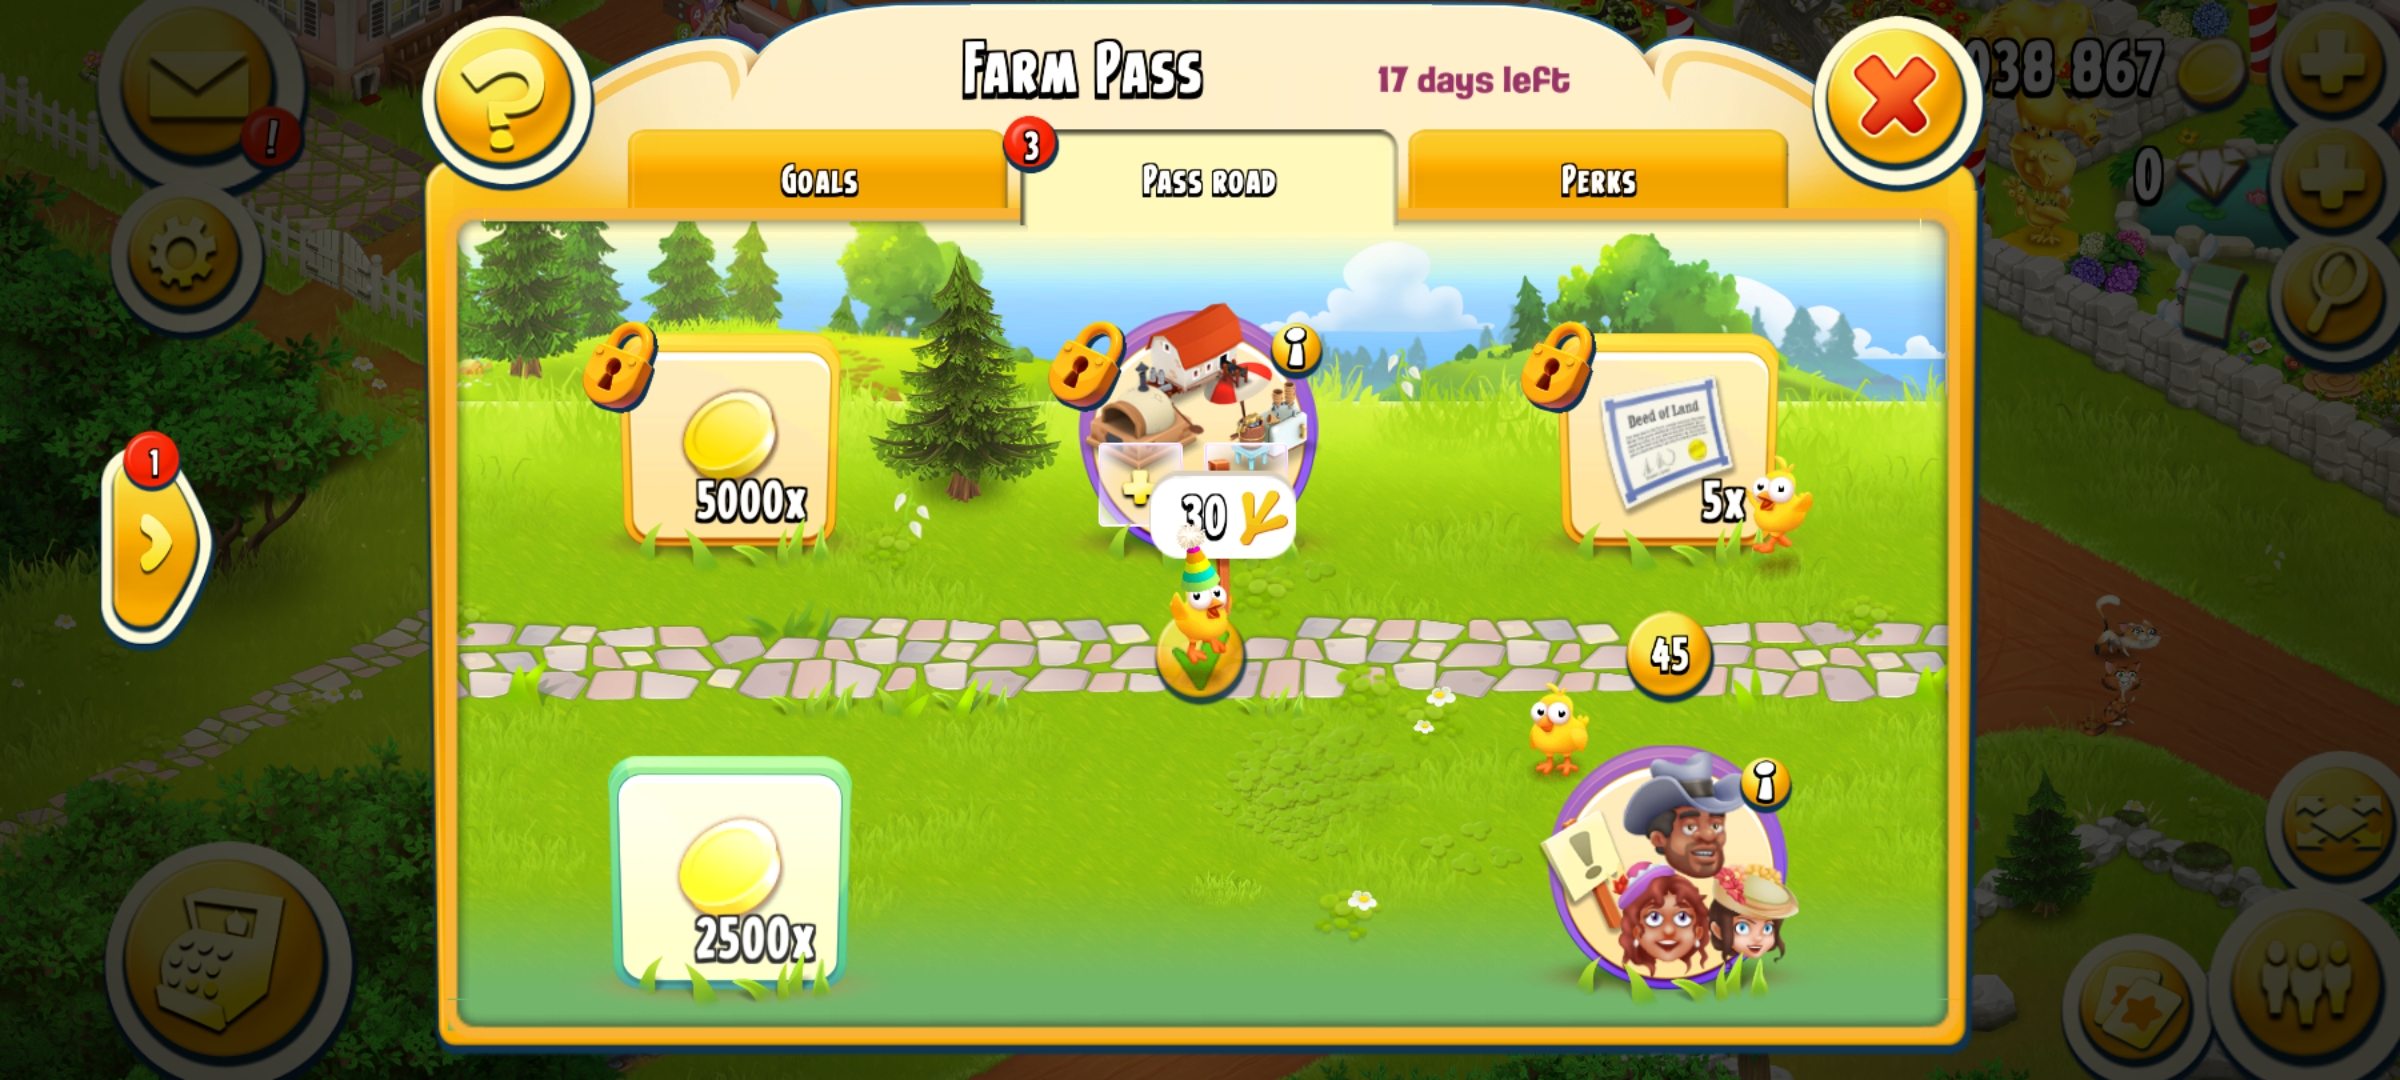 FARM PASS
17 days left
038 867
!
3
GOALS
PASS ROAD
PERKS
0
5000x
Deed of Land
5x
1
30
45
2500x
!